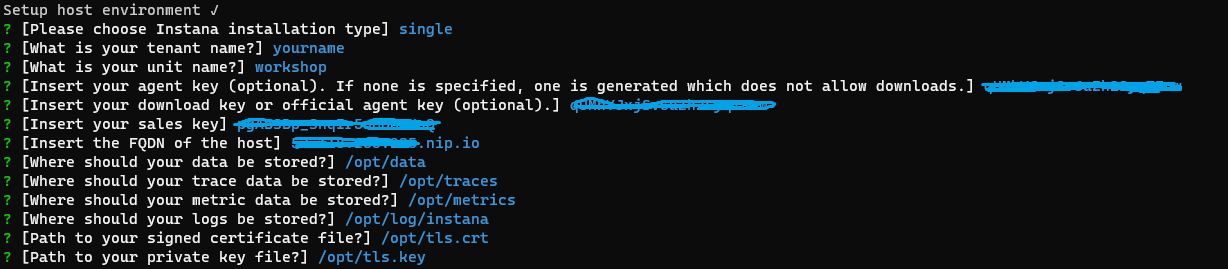 Setup host environment ✓
? [Please choose Instana installation type] single
? [What is your tenant name?] yourname
? [What is your unit name?] workshop
? [Insert your agent key (optional). If none is specified, one is generated which does not allow downloads.]
? [Insert your download key or official agent key (optional).]
? [Insert your sales key]
? [Insert the FQDN of the host] .nip.io
? [Where should your data be stored?] /opt/data
? [Where should your trace data be stored?] /opt/traces
? [Where should your metric data be stored?] /opt/metrics
? [Where should your logs be stored?] /opt/log/instana
? [Path to your signed certificate file?] /opt/tls.crt
? [Path to your private key file?] /opt/tls.key